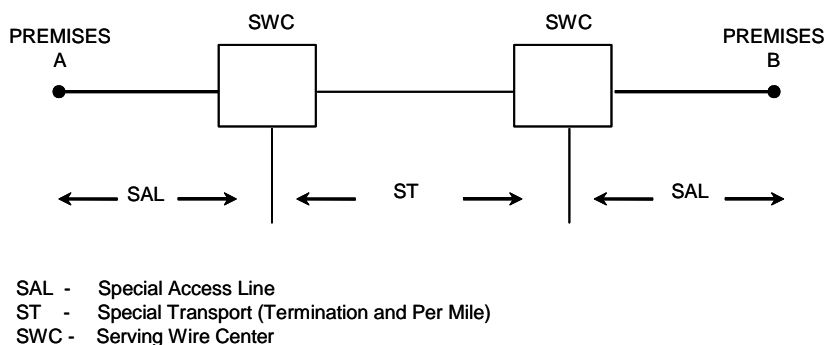 SWC SWC
PREMISES PREMISES
A B
SAL ST SAL
SAL - Special Access Line
ST - Special Transport (Termination and Per Mile)
SWC - Serving Wire Center